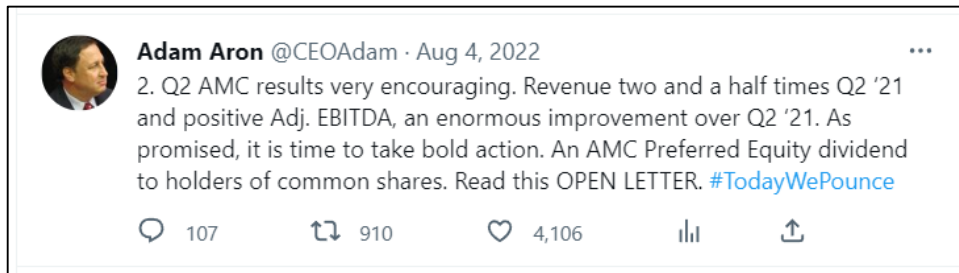 Adam Aron @CEOAdam · Aug 4, 2022
2. Q2 AMC results very encouraging. Revenue two and a half times Q2 ‘21
and positive Adj. EBITDA, an enormous improvement over Q2 ‘21. As
promised, it is time to take bold action. An AMC Preferred Equity dividend
to holders of common shares. Read this OPEN LETTER. #TodayWePounce
107 910 4,106